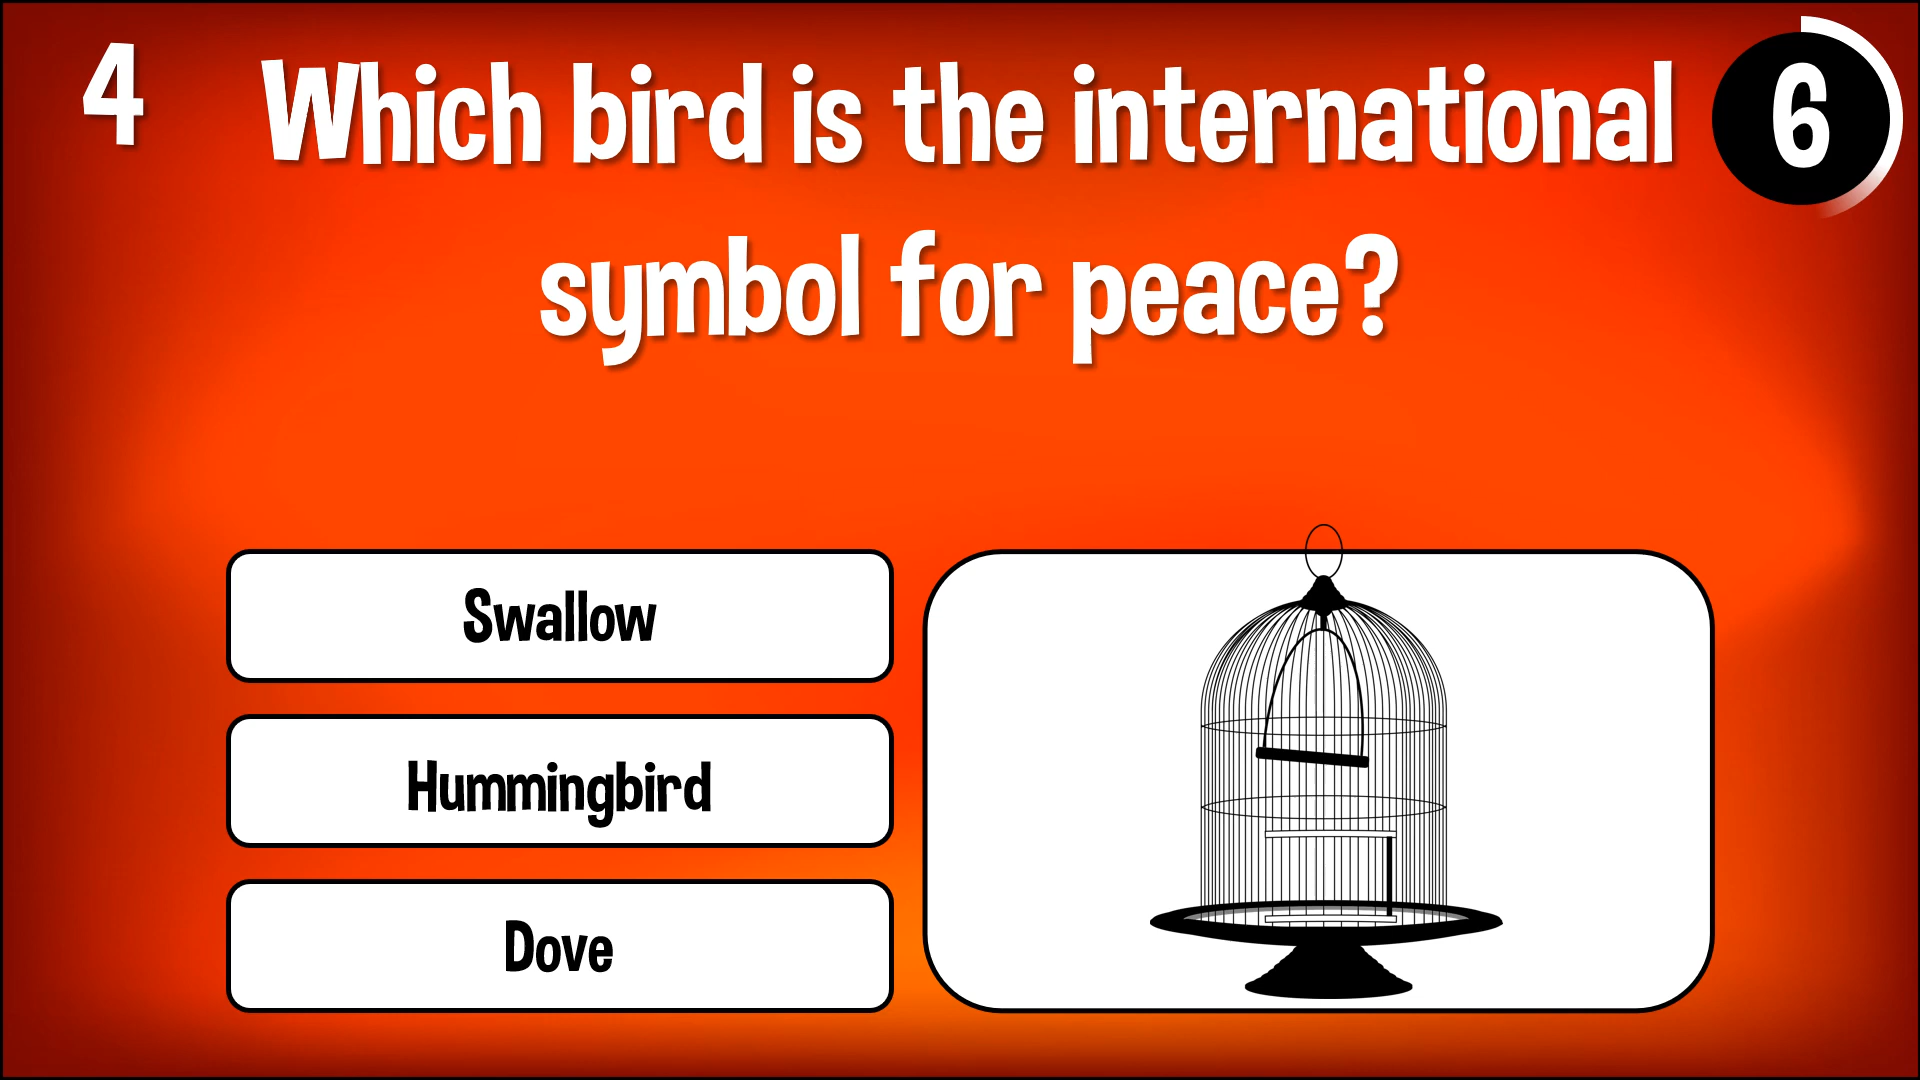 4
Which bird is the international
symbol for peace?
6
Swallow
Hummingbird
Dove